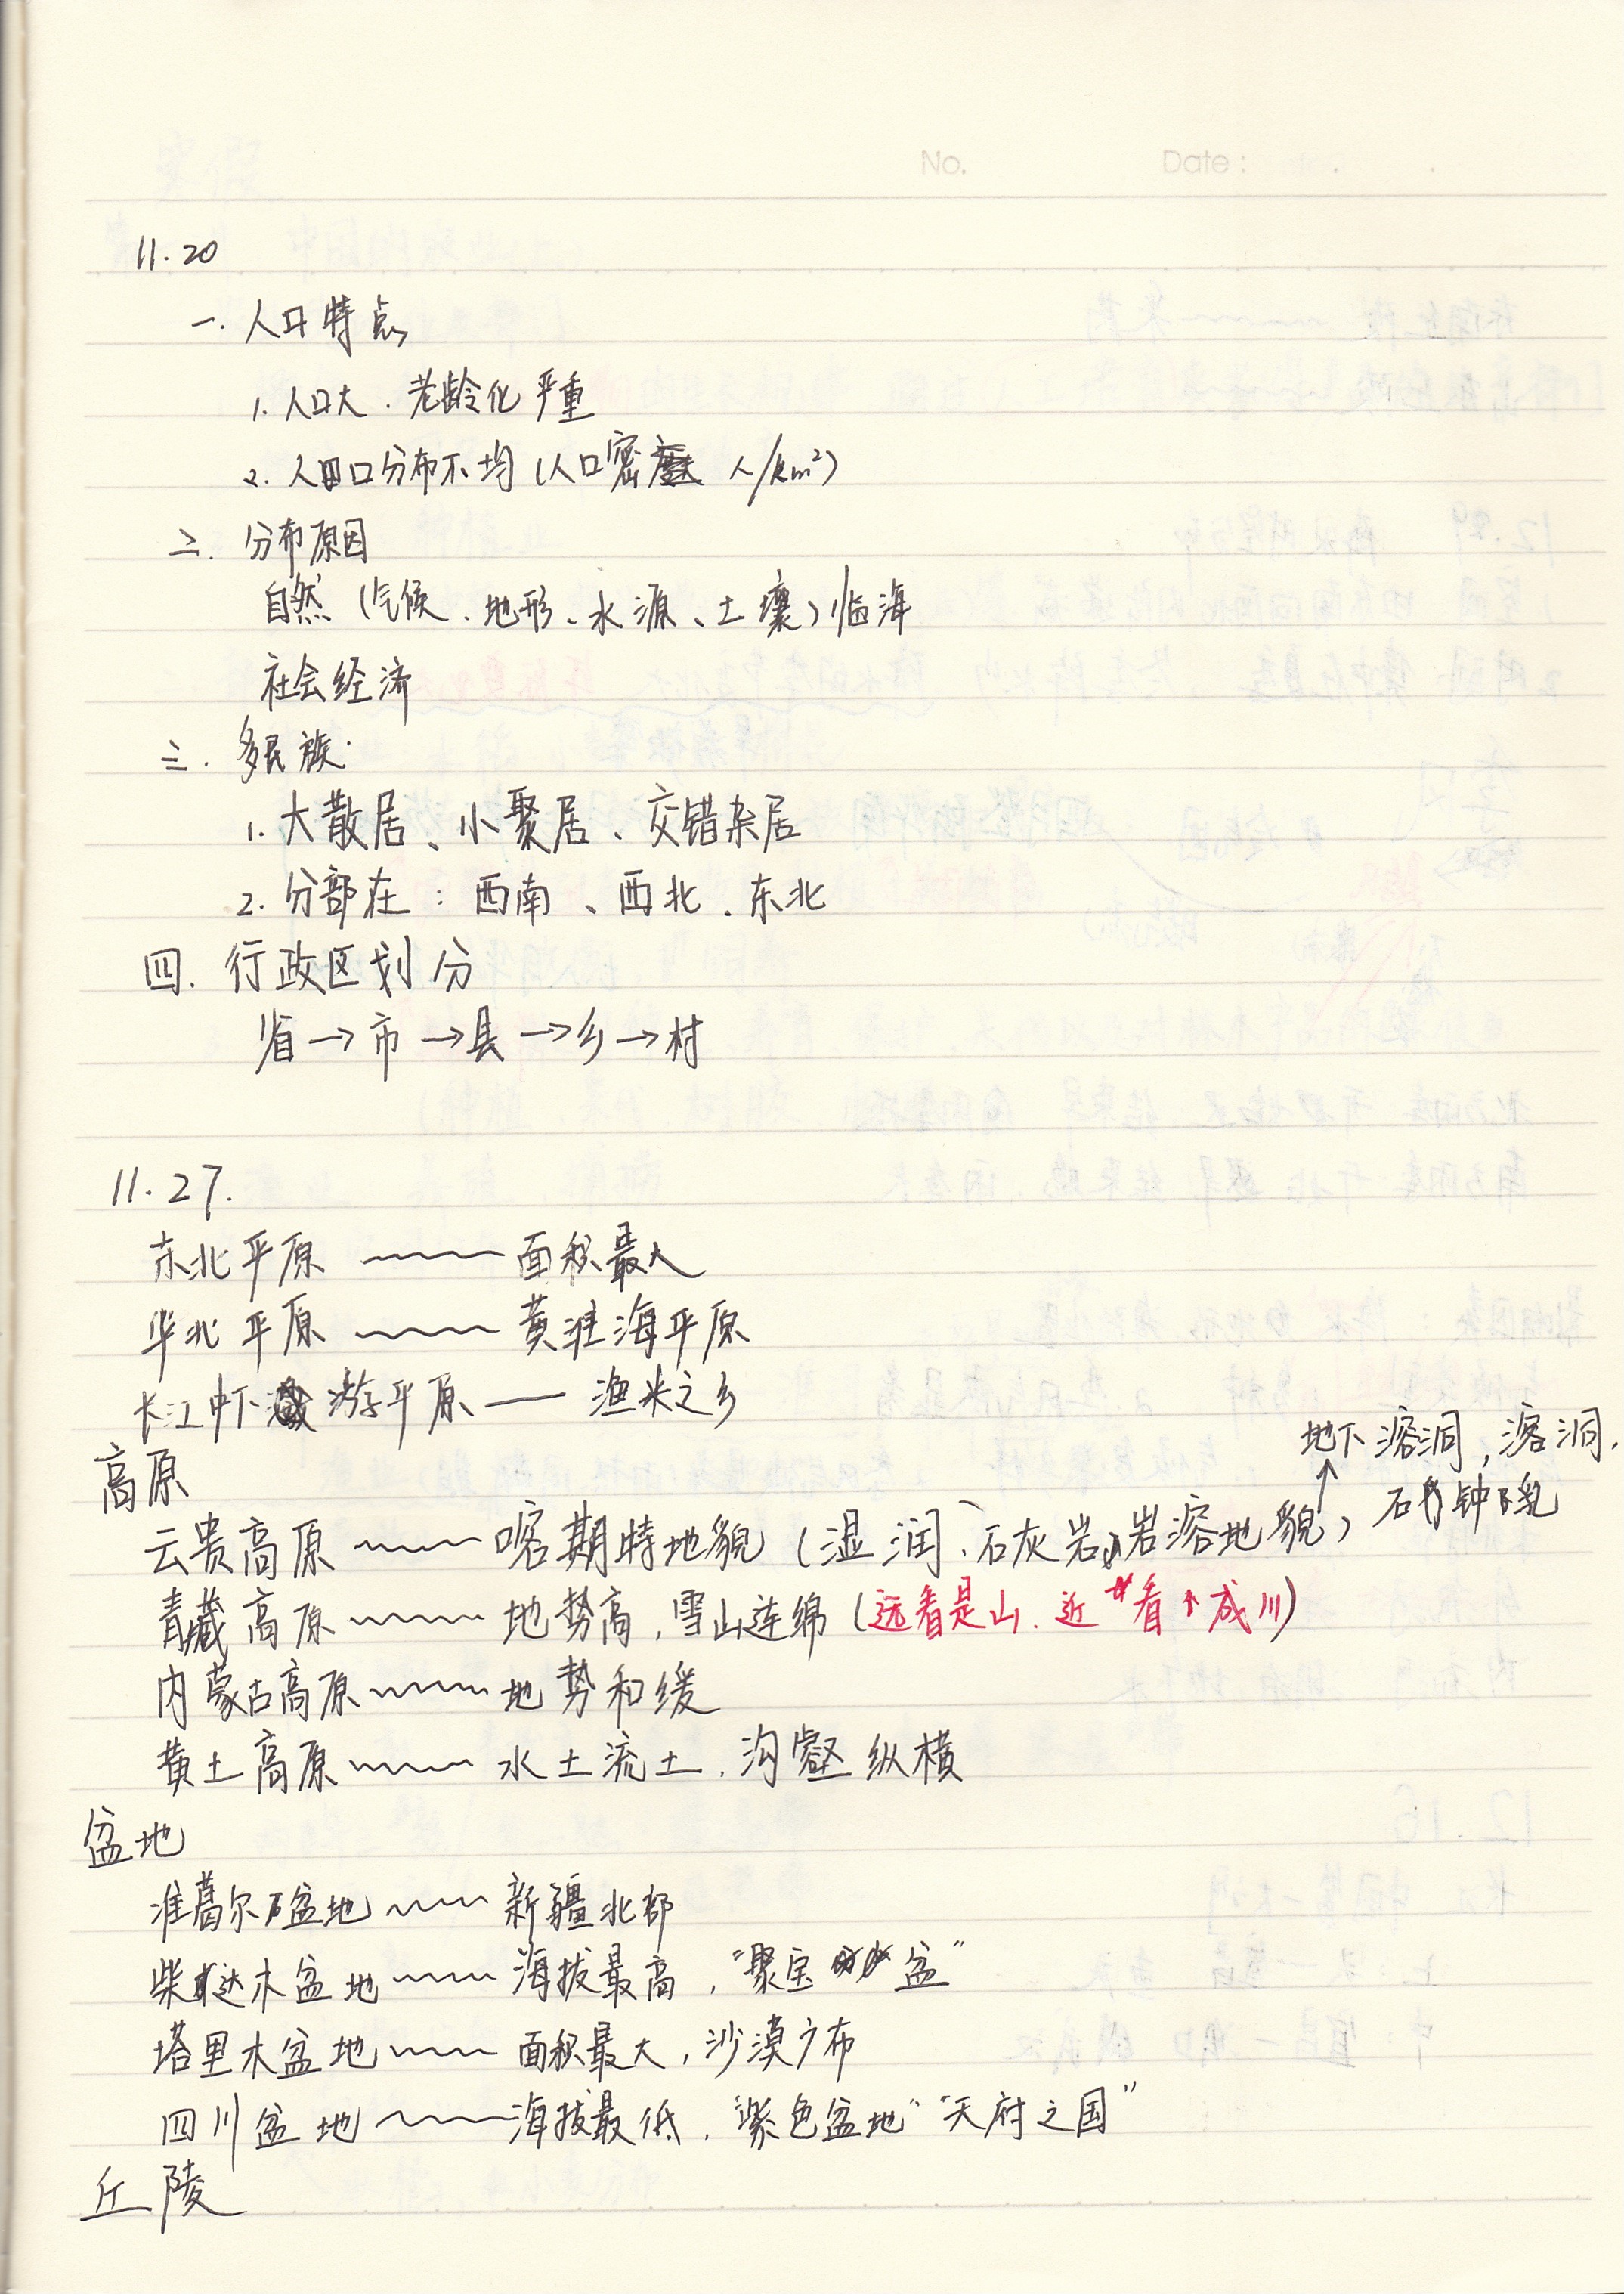 No. Date:
11.20
一. 人口特点
1. 人口大. 老龄化严重
2. 人口分布不均(人口密度 人/km²)
二. 分布原因
自然(气候、地形、水源、土壤)临海
社会经济
三. 多民族:
1. 大散居、小聚居、交错杂居
2. 分部在: 西南、西北、东北
四. 行政区划分
省→市→县→乡→村
11.27.
东北平原 ~~~~ 面积最大
华北平原 ~~~~ 黄淮海平原
长江中下游平原 —— 渔米之乡
高原
地下溶洞, 溶洞,
石钟乳
云贵高原 ~~~~ 喀斯特地貌(湿润、石灰岩、岩溶地貌)
青藏高原 ~~~~ 地势高, 雪山连绵(远看是山. 近看成川)
内蒙古高原 ~~~~ 地势和缓
黄土高原 ~~~~ 水土流土, 沟壑纵横
盆地
准葛尔盆地 ~~~~ 新疆北部
柴达木盆地 ~~~~ 海拔最高, "聚宝盆"
塔里木盆地 ~~~~ 面积最大, 沙漠广布
四川盆地 ~~~~ 海拔最低, "紫色盆地" "天府之国"
丘陵